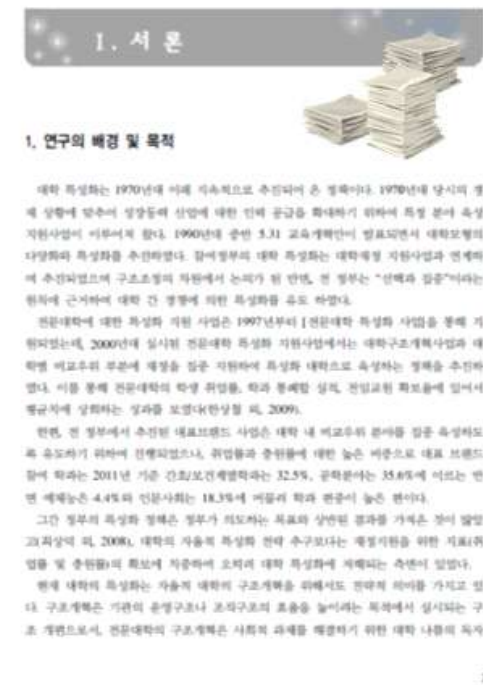 I. 서 론
1. 연구의 배경 및 목적
대학 특성화는 1970년대 이래 지속적으로 추진되어 온 정책이다. 1970년대 당시의 경
제 상황에 맞추어 성장동력 산업에 대한 인력 공급을 확대하기 위하여 특정 분야 육성
지원사업이 이루어져 왔다. 1990년대 중반 5.31 교육개혁안이 발표되면서 대학모형의
다양화와 특성화를 추진하였다. 참여정부의 대학 특성화는 대학재정 지원사업과 연계하
여 추진되었으며 구조조정의 차원에서 논의가 된 반면, 전 정부는 “선택과 집중”이라는
원칙에 근거하여 대학 간 경쟁에 의한 특성화를 유도 하였다.
전문대학에 대한 특성화 지원 사업은 1997년부터 [전문대학 특성화 사업]을 통해 지
원되었는데, 2000년대 실시된 전문대학 특성화 지원사업에서는 대학구조개혁사업과 대
학별 비교우위 부분에 재정을 집중 지원하여 특성화 대학으로 육성하는 정책을 추진하
였다. 이를 통해 전문대학의 학생 취업률, 학과 통폐합 실적, 전임교원 확보율에 있어서
평균치에 상회하는 성과를 보였다(한상철 외, 2009).
한편, 전 정부에서 추진된 대표브랜드 사업은 대학 내 비교우위 분야를 집중 육성하도
록 유도하기 위하여 진행되었으나, 취업률과 충원율에 대한 높은 비중으로 대표 브랜드
참여 학과는 2011년 기준 간호/보건계열학과는 32.5%, 공학분야는 35.6%에 이르는 반
면 예체능은 4.4%와 인문사회는 18.3%에 머물러 학과 편중이 높은 편이다.
그간 정부의 특성화 정책은 정부가 의도하는 목표와 상반된 결과를 가져온 것이 많았
고(최상덕 외, 2008), 대학의 자율적 특성화 전략 추구보다는 재정지원을 위한 지표(취
업률 및 충원율)의 확보에 치중하여 오히려 대학 특성화에 저해되는 측면이 있었다.
현재 대학의 특성화는 자율적 대학의 구조개혁을 위해서도 전략적 의미를 가지고 있
다. 구조개혁은 기관의 운영구조나 조직구조의 효율을 높이려는 목적에서 실시되는 구
조 개편으로서, 전문대학의 구조개혁은 사회적 과제를 해결하기 위한 대학 나름의 독자